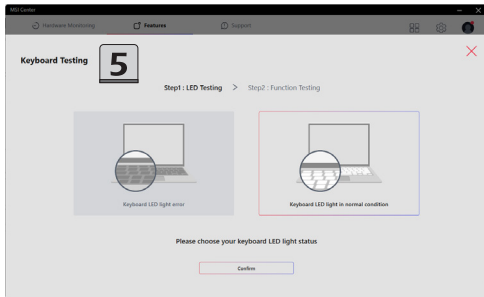 MSI Center
Hardware Monitoring
Features
Support
Keyboard Testing
5
Step1 : LED Testing > Step2 : Function Testing
Keyboard LED light error
Keyboard LED light in normal condition
Please choose your keyboard LED light status
Confirm